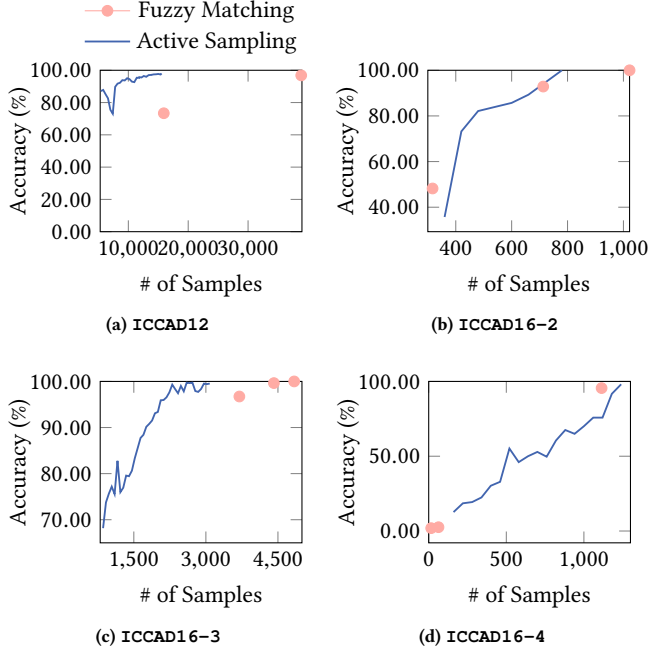 Fuzzy Matching
Active Sampling
100.00
80.00
60.00
40.00
20.00
0.00
Accuracy (%)
10,000 20,000 30,000
# of Samples
(a) ICCAD12
100.00
80.00
60.00
40.00
Accuracy (%)
400 600 800 1,000
# of Samples
(b) ICCAD16-2
100.00
90.00
80.00
70.00
Accuracy (%)
1,500 3,000 4,500
# of Samples
(c) ICCAD16-3
100.00
50.00
0.00
Accuracy (%)
0 500 1,000
# of Samples
(d) ICCAD16-4